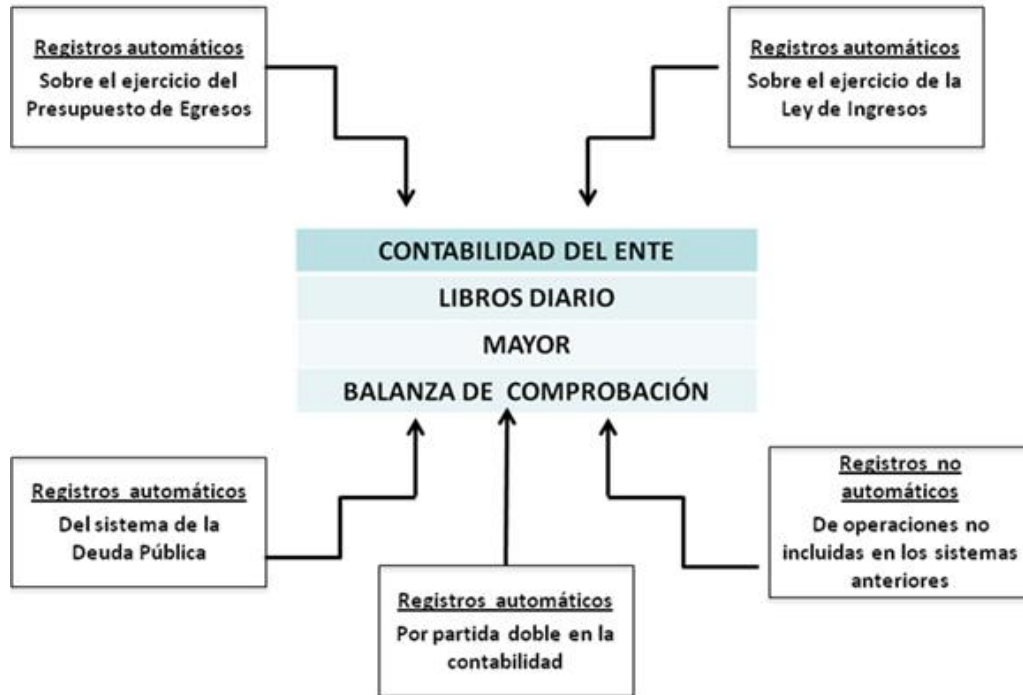 Registros automáticos
Sobre el ejercicio del
Presupuesto de Egresos
Registros automáticos
Sobre el ejercicio de la
Ley de Ingresos
CONTABILIDAD DEL ENTE
LIBROS DIARIO
MAYOR
BALANZA DE COMPROBACIÓN
Registros automáticos
Del sistema de la
Deuda Pública
Registros automáticos
Por partida doble en la
contabilidad
Registros no
automáticos
De operaciones no
incluidas en los sistemas
anteriores